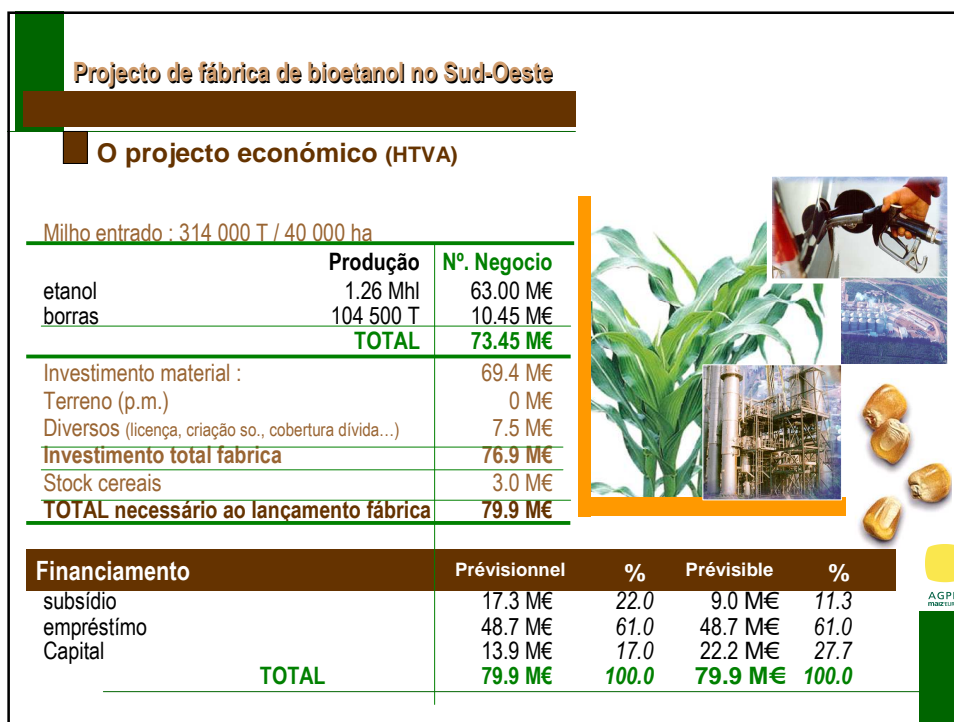 Projecto de fábrica de bioetanol no Sud-Oeste
O projecto económico (HTVA)
Milho entrado : 314 000 T / 40 000 ha
Produção Nº. Negocio
etanol 1.26 Mhl 63.00 M€
borras 104 500 T 10.45 M€
TOTAL 73.45 M€
Investimento material : 69.4 M€
Terreno (p.m.) 0 M€
Diversos (licença, criação so., cobertura dívida…) 7.5 M€
Investimento total fabrica 76.9 M€
Stock cereais 3.0 M€
TOTAL necessário ao lançamento fábrica 79.9 M€
Financiamento Prévisionnel % Prévisible %
subsídio 17.3 M€ 22.0 9.0 M€ 11.3
empréstímo 48.7 M€ 61.0 48.7 M€ 61.0
Capital 13.9 M€ 17.0 22.2 M€ 27.7
TOTAL 79.9 M€ 100.0 79.9 M€ 100.0